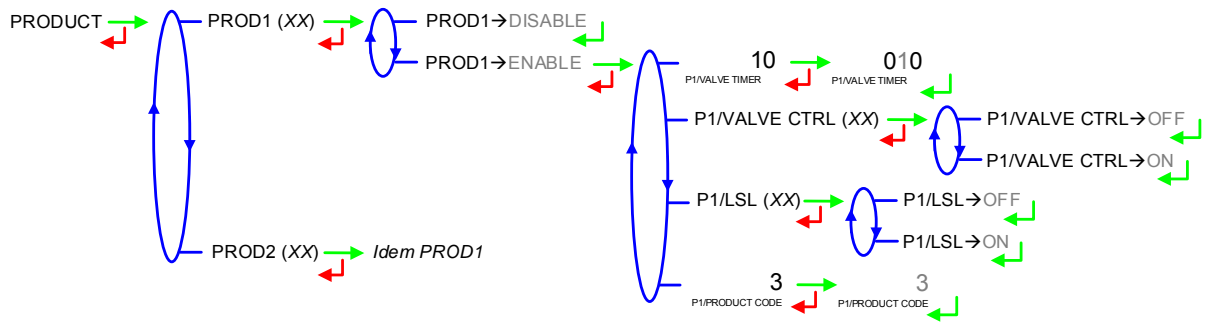 PRODUCT
PROD1 (XX)
PROD1→DISABLE
PROD1→ENABLE
10
P1/VALVE TIMER
010
P1/VALVE TIMER
P1/VALVE CTRL (XX)
P1/VALVE CTRL→OFF
P1/VALVE CTRL→ON
P1/LSL (XX)
P1/LSL→OFF
P1/LSL→ON
PROD2 (XX)
Idem PROD1
3
P1/PRODUCT CODE
3
P1/PRODUCT CODE